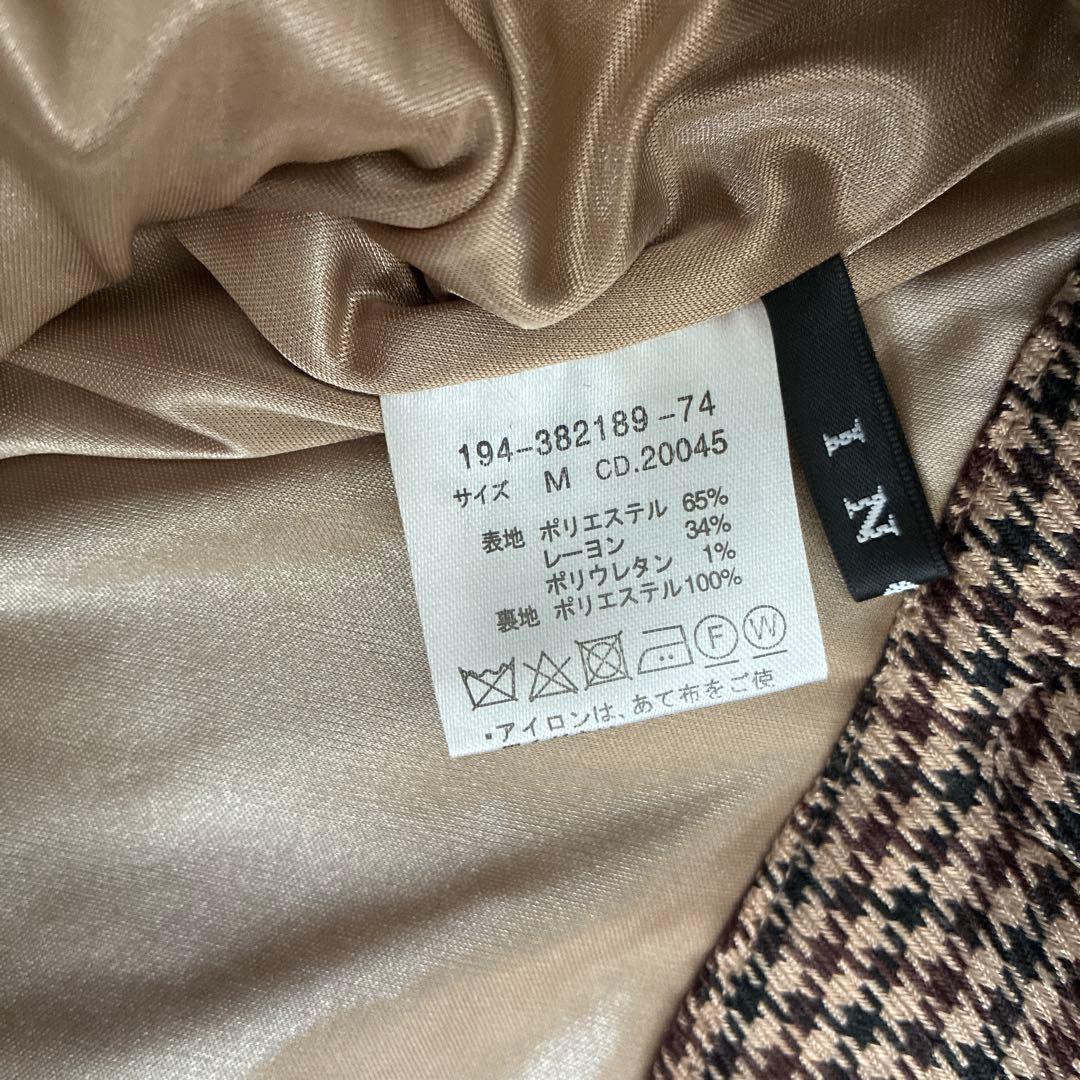 194-382189-74
サイズ M CD.20045
表地 ポリエステル 65%
レーヨン 34%
ポリウレタン 1%
裏地 ポリエステル100%
F W
・アイロンは、あて布をご使
I N